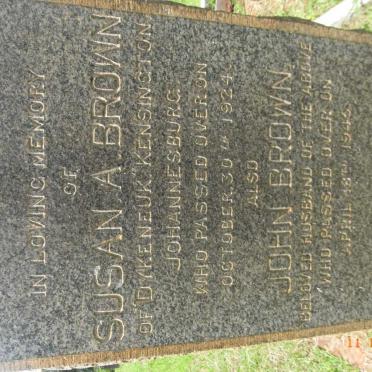 IN LOVING MEMORY
OF
SUSAN A. BROWN
OF "DYKENEUK" KENSINGTON,
JOHANNESBURG
WHO PASSED OVER ON
OCTOBER, 30TH 1924.
ALSO
JOHN BROWN
BELOVED HUSBAND OF THE ABOVE
WHO PASSED OVER ON
APRIL 18TH
11